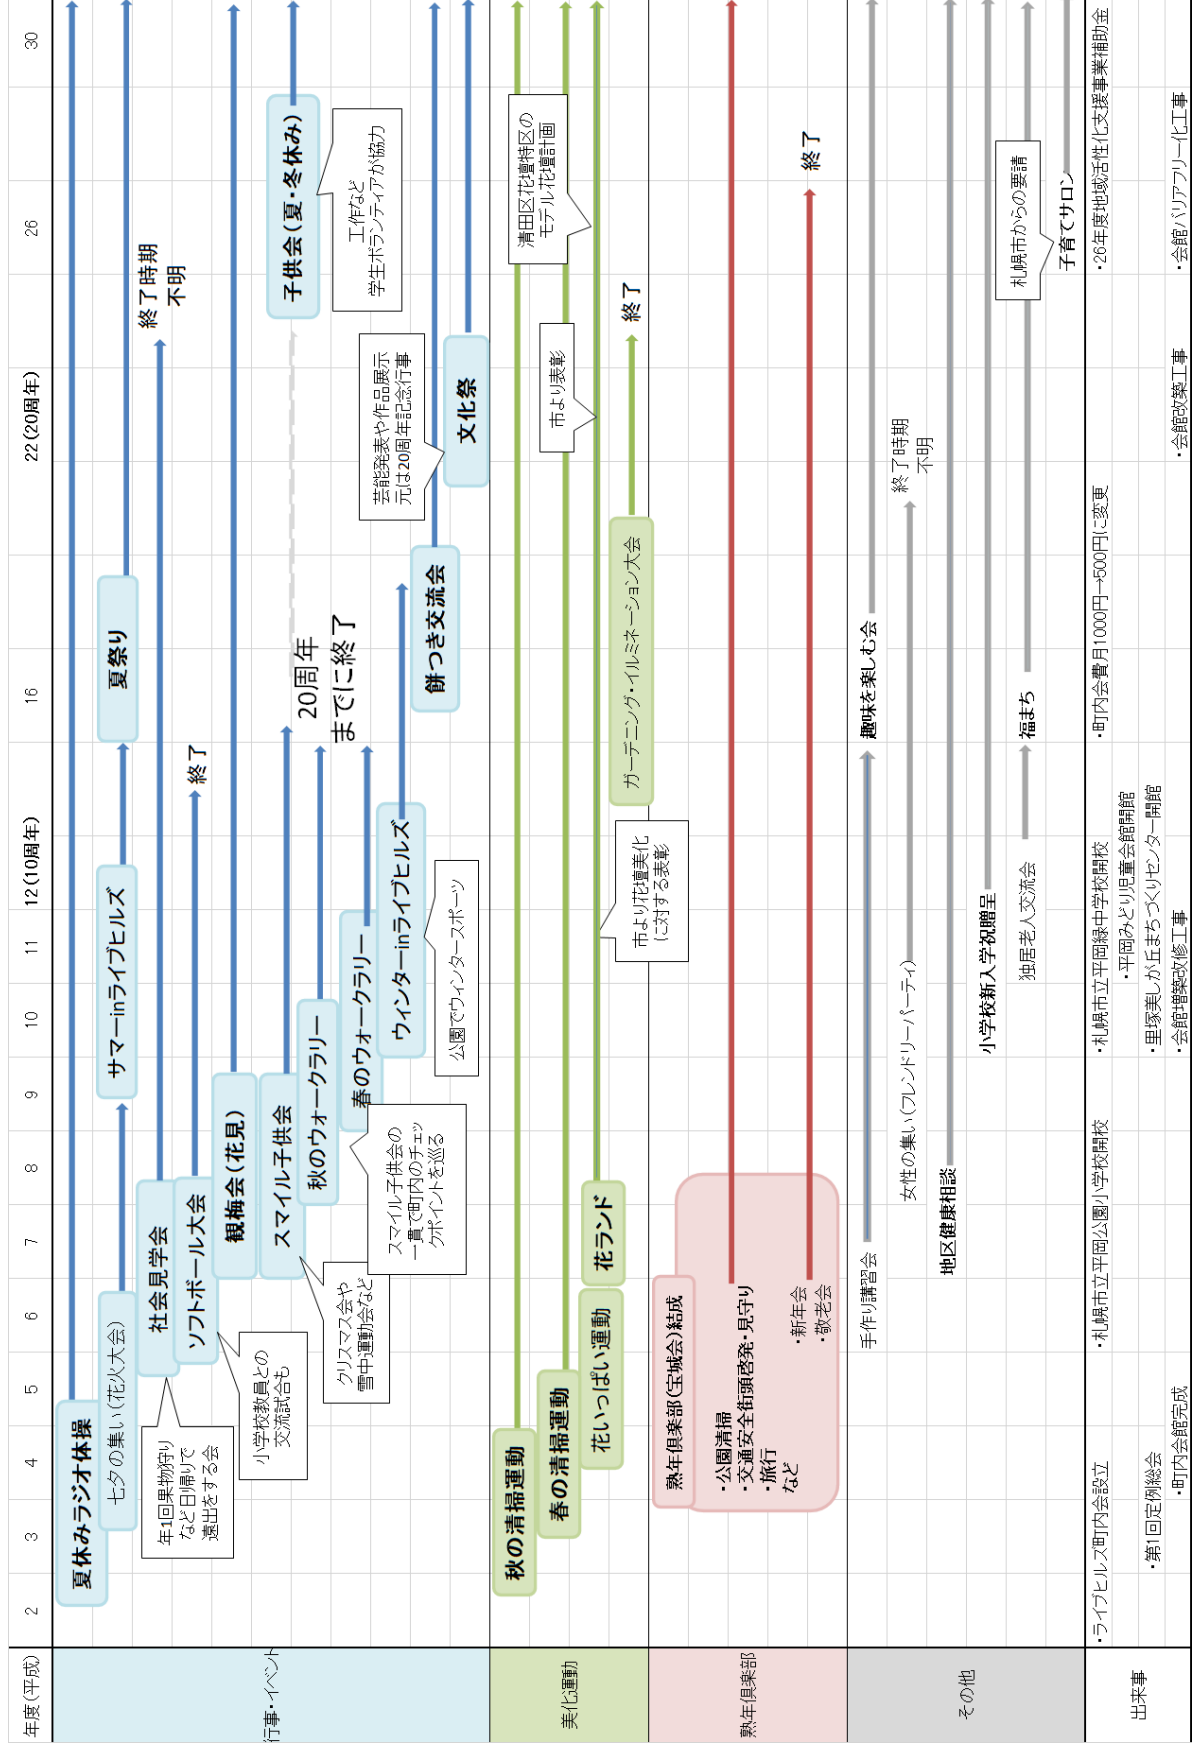 年度(平成)
2
3
4
5
6
7
8
9
10
11
12(10周年)
16
22(20周年)
26
30
行事・イベント
夏休みラジオ体操
七夕の集い(花火大会)
サマーinライブヒルズ
夏祭り
社会見学会
終了時期
不明
年1回果物狩り
など日帰りで
遠出をする会
ソフトボール大会
終了
小学校教員との
交流試合も
観梅会(花見)
スマイル子供会
20周年
までに終了
子供会(夏・冬休み)
クリスマス会や
雪中運動会など
工作など
学生ボランティアが協力
秋のウォークラリー
春のウォークラリー
スマイル子供会の
一貫で町内のチェッ
クポイントを巡る
ウィンターinライブヒルズ
公園でウィンタースポーツ
餅つき交流会
芸能発表や作品展示
元は20周年記念行事
文化祭
美化運動
秋の清掃運動
春の清掃運動
花いっぱい運動
花ランド
清田区花壇特区の
モデル花壇計画
市より表彰
市より花壇美化
に対する表彰
ガーデニング・イルミネーション大会
終了
熟年倶楽部
熟年倶楽部(宝城会)結成
・公園清掃
・交通安全街頭啓発・見守り
・旅行
など
・新年会
・敬老会
終了
その他
手作り講習会
趣味を楽しむ会
女性の集い(フレンドリーパーティ)
終了時期
不明
地区健康相談
小学校新入学祝贈呈
独居老人交流会
福まち
札幌市からの要請
子育てサロン
出来事
・ライブヒルズ町内会設立
・第1回定例総会
・町内会館完成
・札幌市立平岡公園小学校開校
・札幌市立平岡緑中学校開校
・平岡みどり児童会館開館
・里塚美しが丘まちづくりセンター開館
・会館増築改修工事
・町内会費月1000円→500円に変更
・会館改築工事
・26年度地域活性化支援事業補助金
・会館バリアフリー化工事